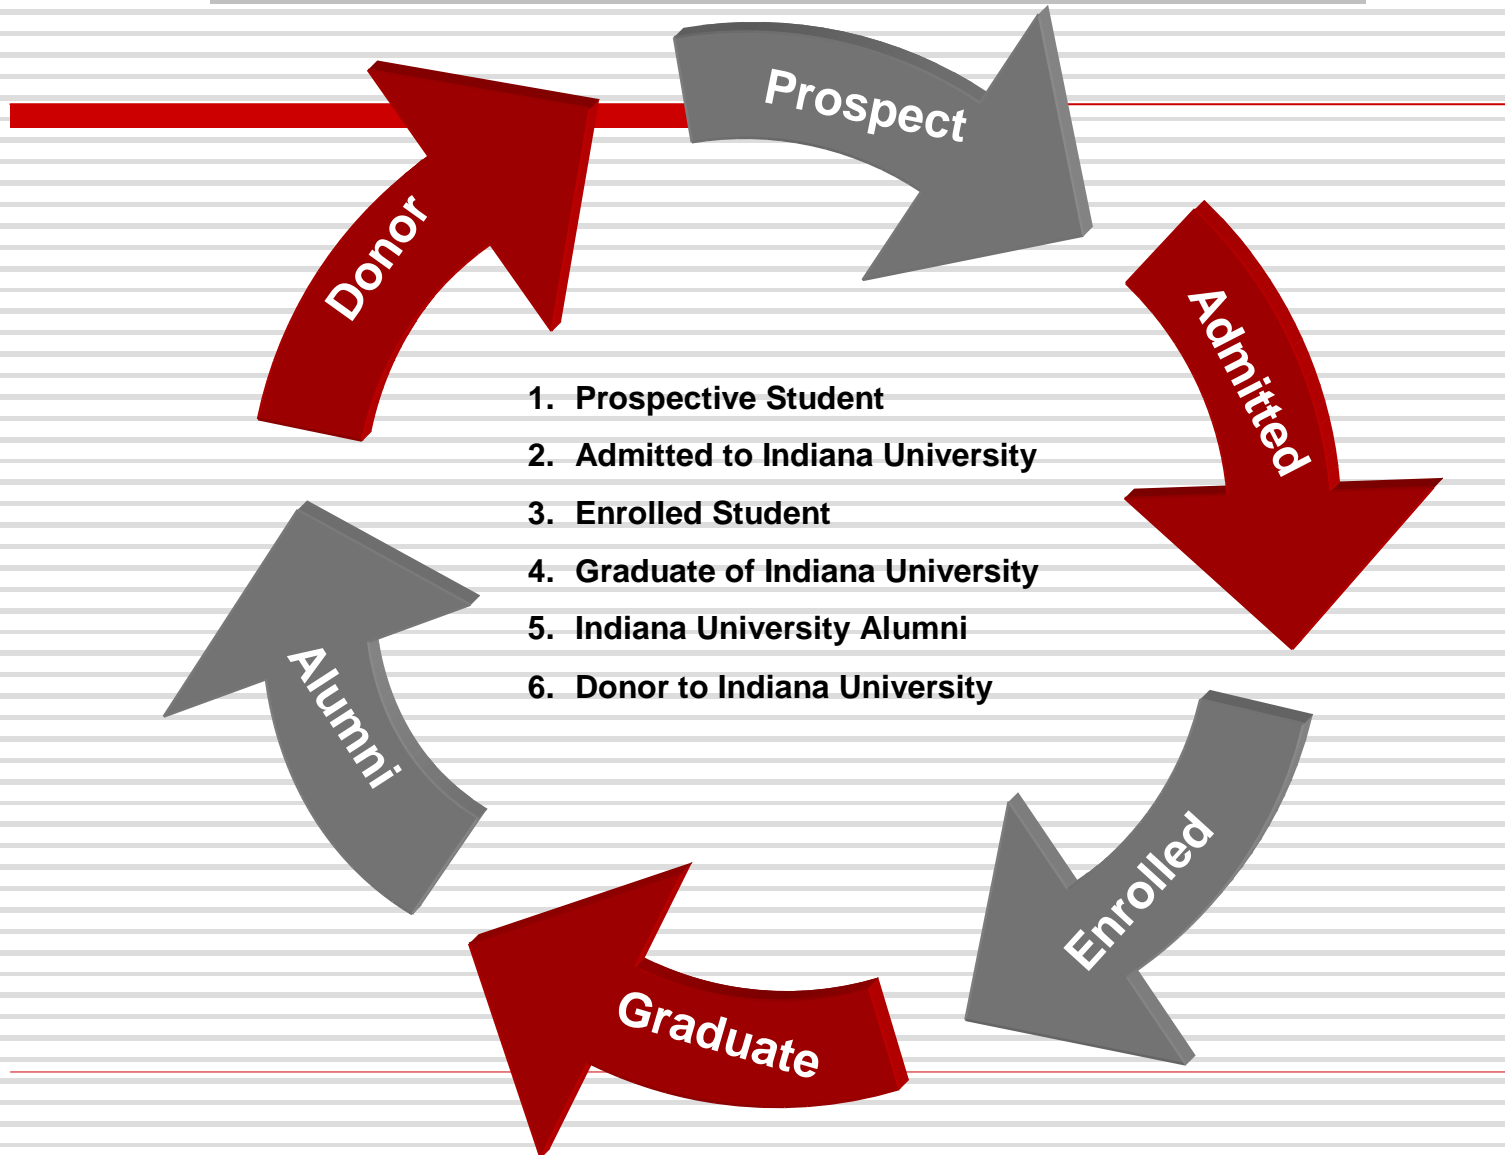 Prospect
Donor
Admitted
1. Prospective Student
2. Admitted to Indiana University
3. Enrolled Student
4. Graduate of Indiana University
5. Indiana University Alumni
6. Donor to Indiana University
Alumni
Enrolled
Graduate